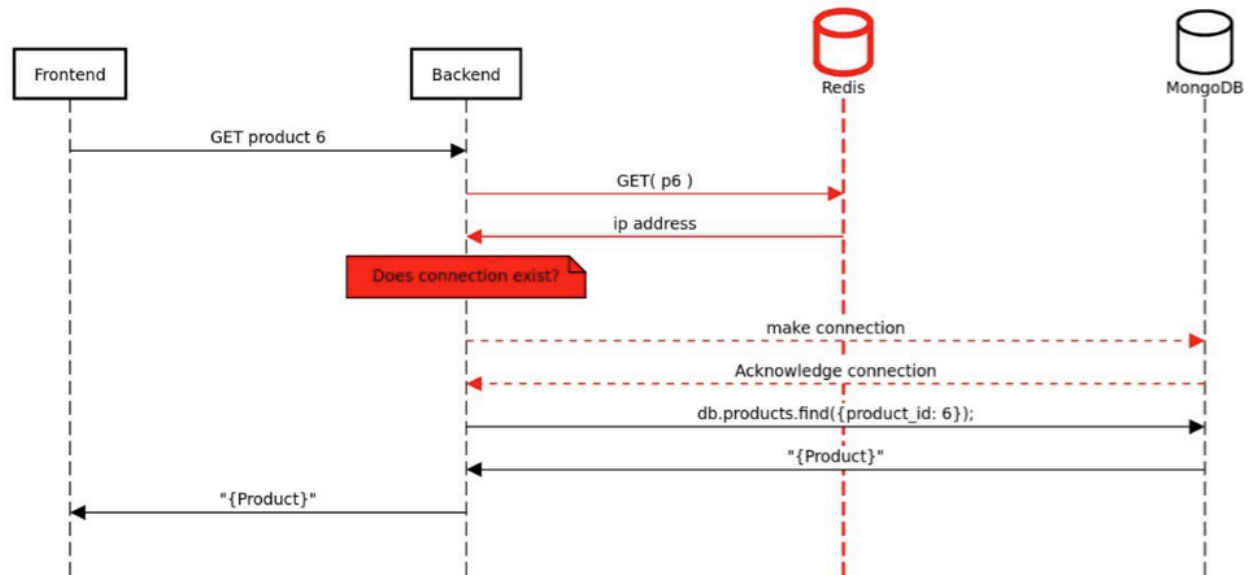 Frontend
Backend
Redis
MongoDB
GET product 6
GET( p6 )
ip address
Does connection exist?
make connection
Acknowledge connection
db.products.find({product_id: 6});
"{Product}"
"{Product}"